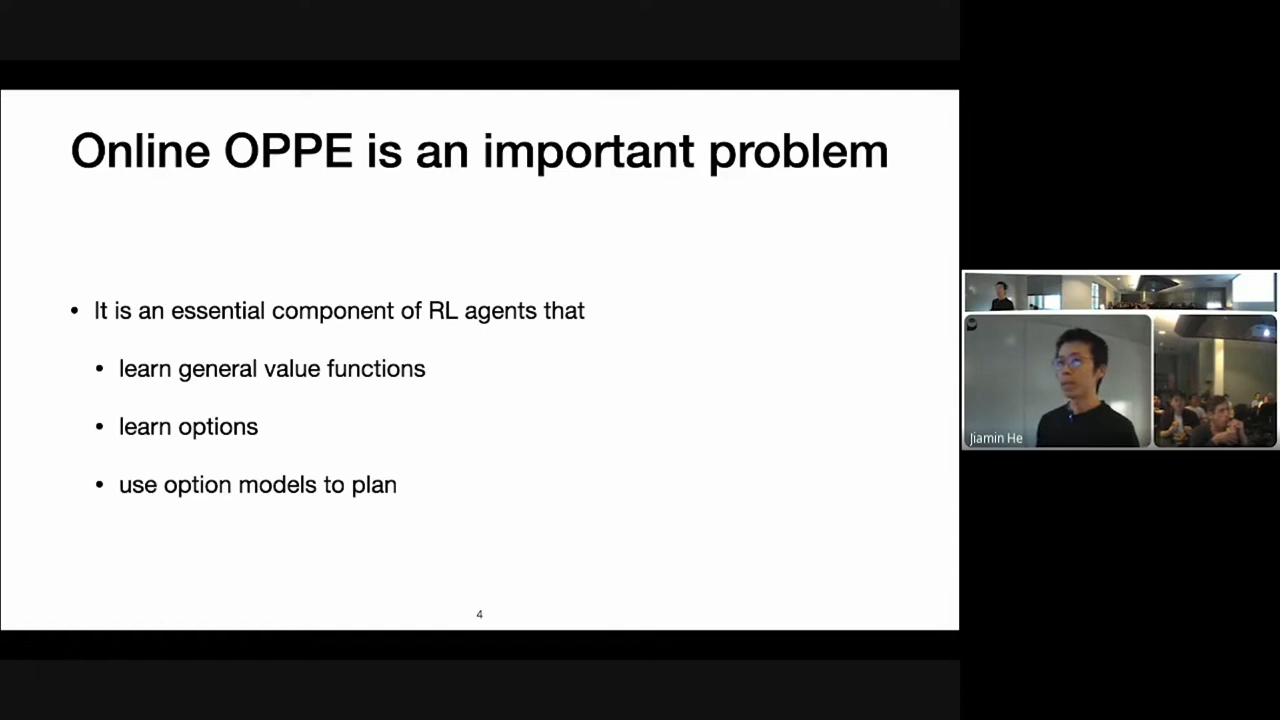 Online OPPE is an important problem
• It is an essential component of RL agents that
• learn general value functions
• learn options
• use option models to plan
4
Jiamin He